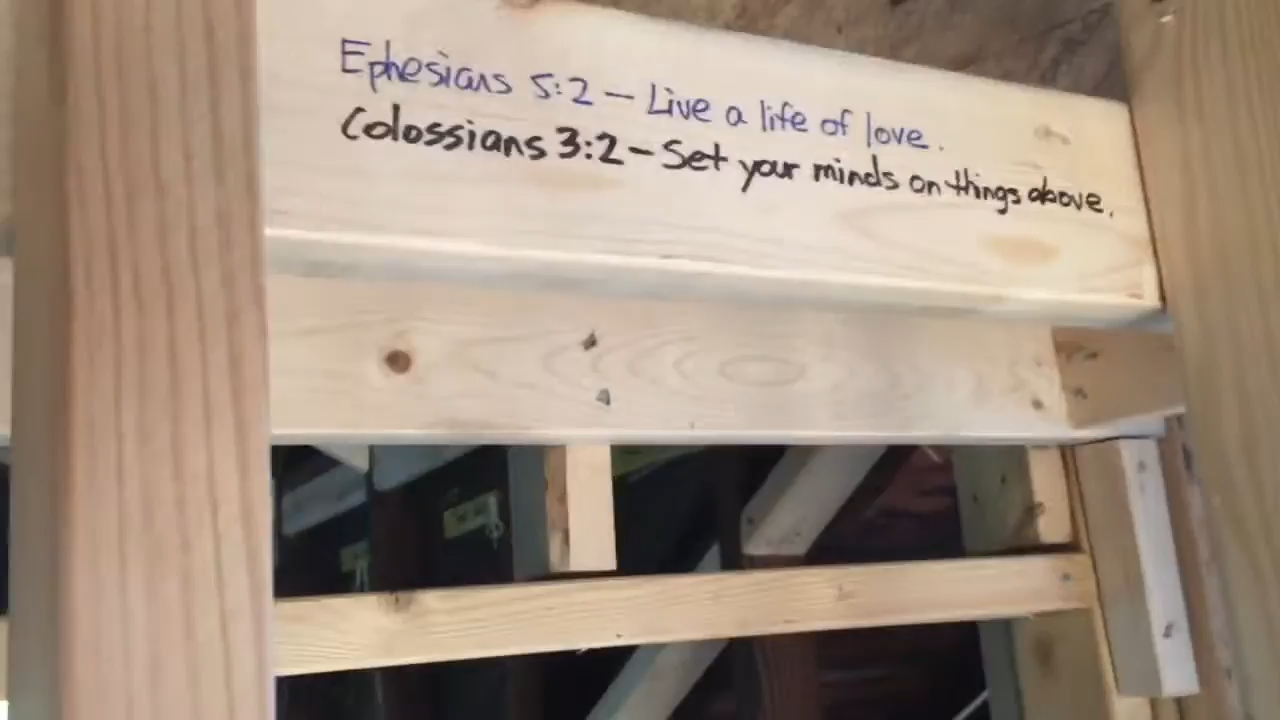 Ephesians 5:2 – Live a life of love.
Colossians 3:2 – Set your minds on things above.